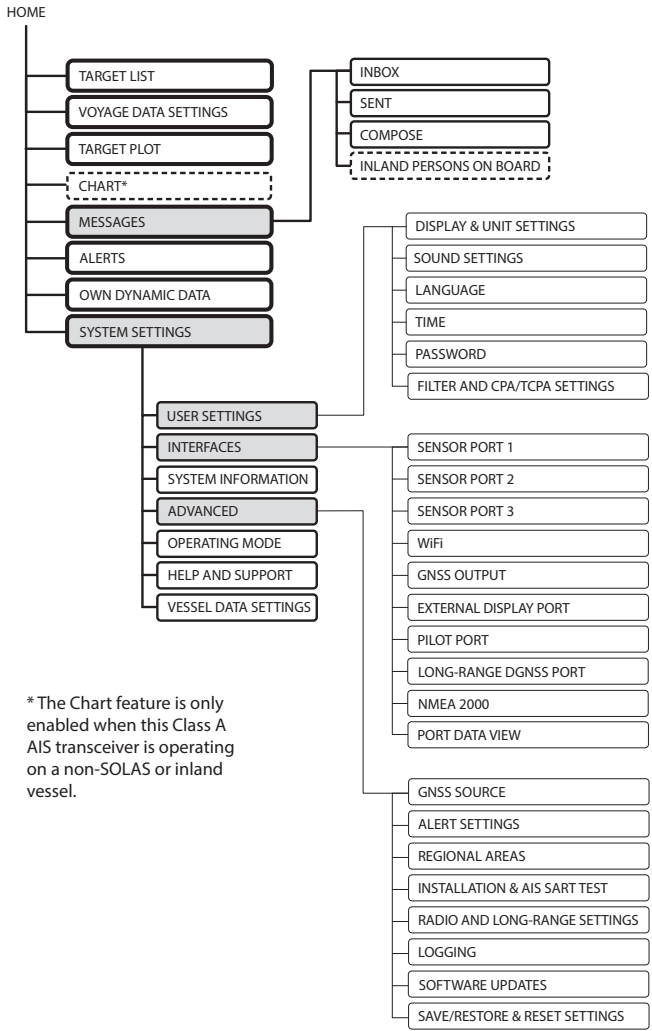 HOME
TARGET LIST
VOYAGE DATA SETTINGS
TARGET PLOT
CHART*
MESSAGES
ALERTS
OWN DYNAMIC DATA
SYSTEM SETTINGS
INBOX
SENT
COMPOSE
INLAND PERSONS ON BOARD
USER SETTINGS
INTERFACES
SYSTEM INFORMATION
ADVANCED
OPERATING MODE
HELP AND SUPPORT
VESSEL DATA SETTINGS
DISPLAY & UNIT SETTINGS
SOUND SETTINGS
LANGUAGE
TIME
PASSWORD
FILTER AND CPA/TCPA SETTINGS
SENSOR PORT 1
SENSOR PORT 2
SENSOR PORT 3
WiFi
GNSS OUTPUT
EXTERNAL DISPLAY PORT
PILOT PORT
LONG-RANGE DGNSS PORT
NMEA 2000
PORT DATA VIEW
GNSS SOURCE
ALERT SETTINGS
REGIONAL AREAS
INSTALLATION & AIS SART TEST
RADIO AND LONG-RANGE SETTINGS
LOGGING
SOFTWARE UPDATES
SAVE/RESTORE & RESET SETTINGS
* The Chart feature is only
enabled when this Class A
AIS transceiver is operating
on a non-SOLAS or inland
vessel.